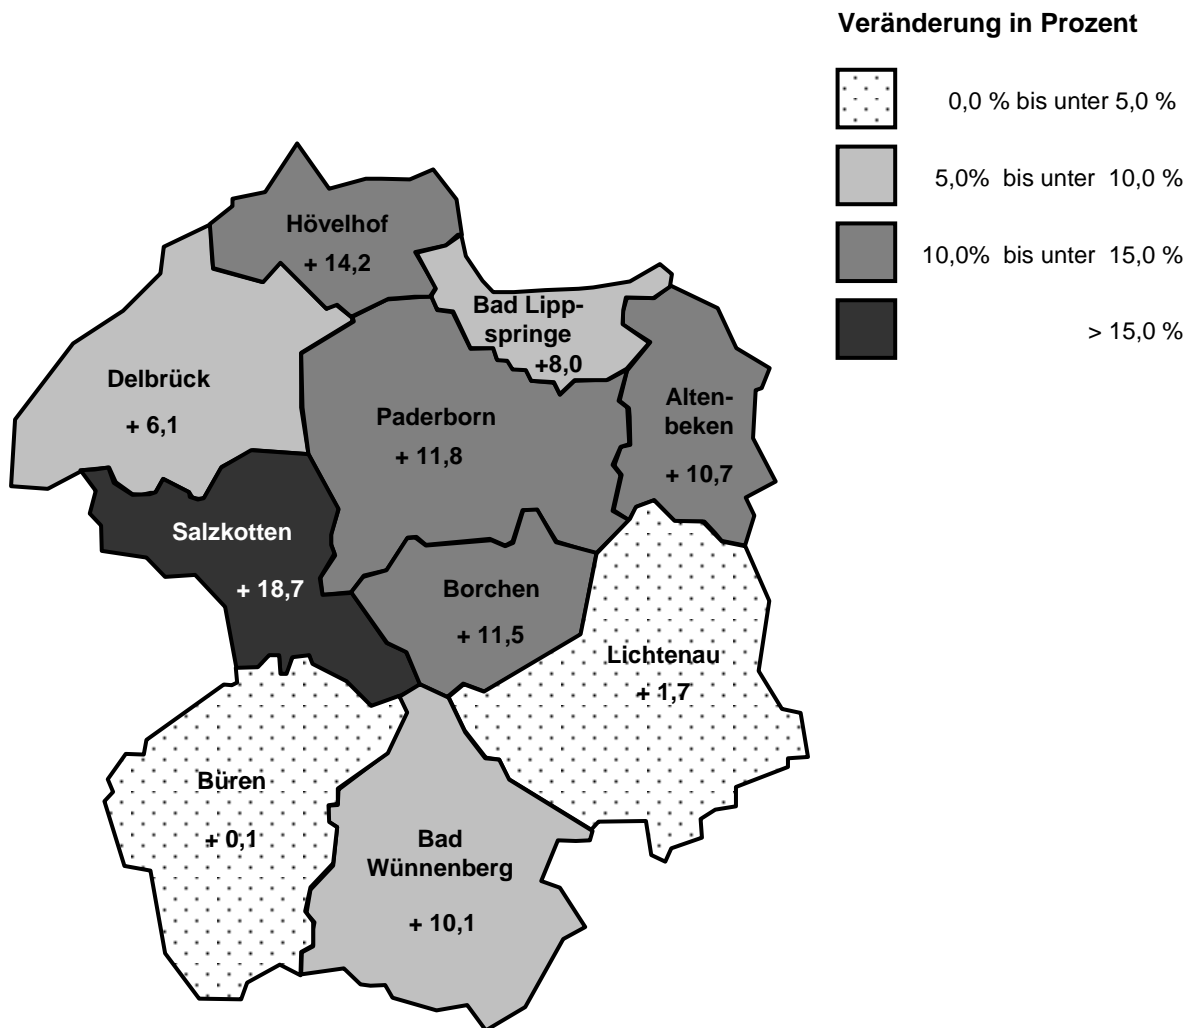 Veränderung in Prozent
0,0 % bis unter 5,0 %
5,0% bis unter 10,0 %
10,0% bis unter 15,0 %
> 15,0 %
Hövelhof
+ 14,2
Bad Lipp-
springe
+8,0
Delbrück
+ 6,1
Paderborn
+ 11,8
Alten-
beken
+ 10,7
Salzkotten
+ 18,7
Borchen
+ 11,5
Lichtenau
+ 1,7
Büren
+ 0,1
Bad
Wünnenberg
+ 10,1